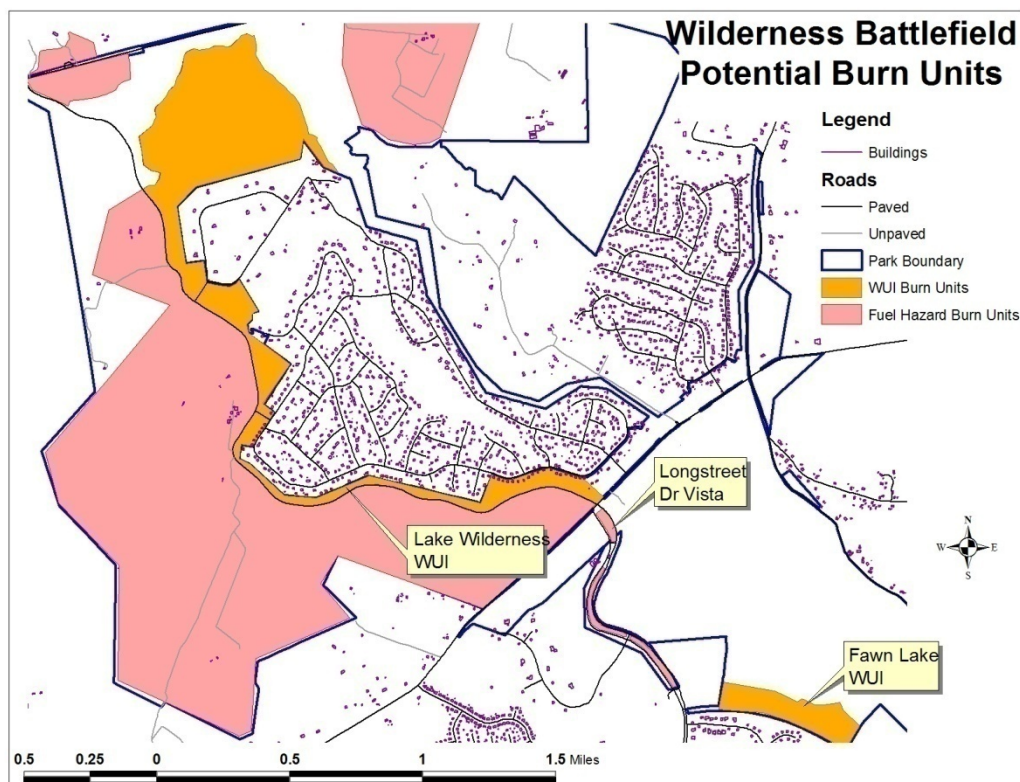 Wilderness Battlefield
Potential Burn Units
Legend
Buildings
Roads
Paved
Unpaved
Park Boundary
WUI Burn Units
Fuel Hazard Burn Units
Longstreet
Dr Vista
Lake Wilderness
WUI
N
W E
S
Fawn Lake
WUI
0.5 0.25 0 0.5 1 1.5 Miles